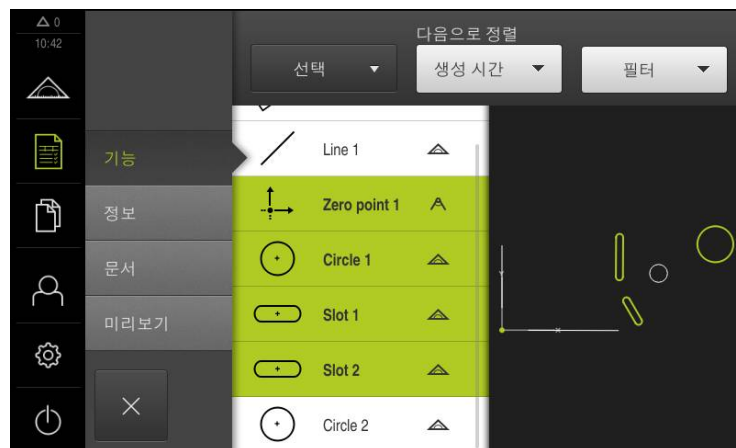 0
10:42
다음으로 정렬
선택
생성 시간
필터
기능
정보
문서
미리보기
Line 1
Zero point 1
Circle 1
Slot 1
Slot 2
Circle 2